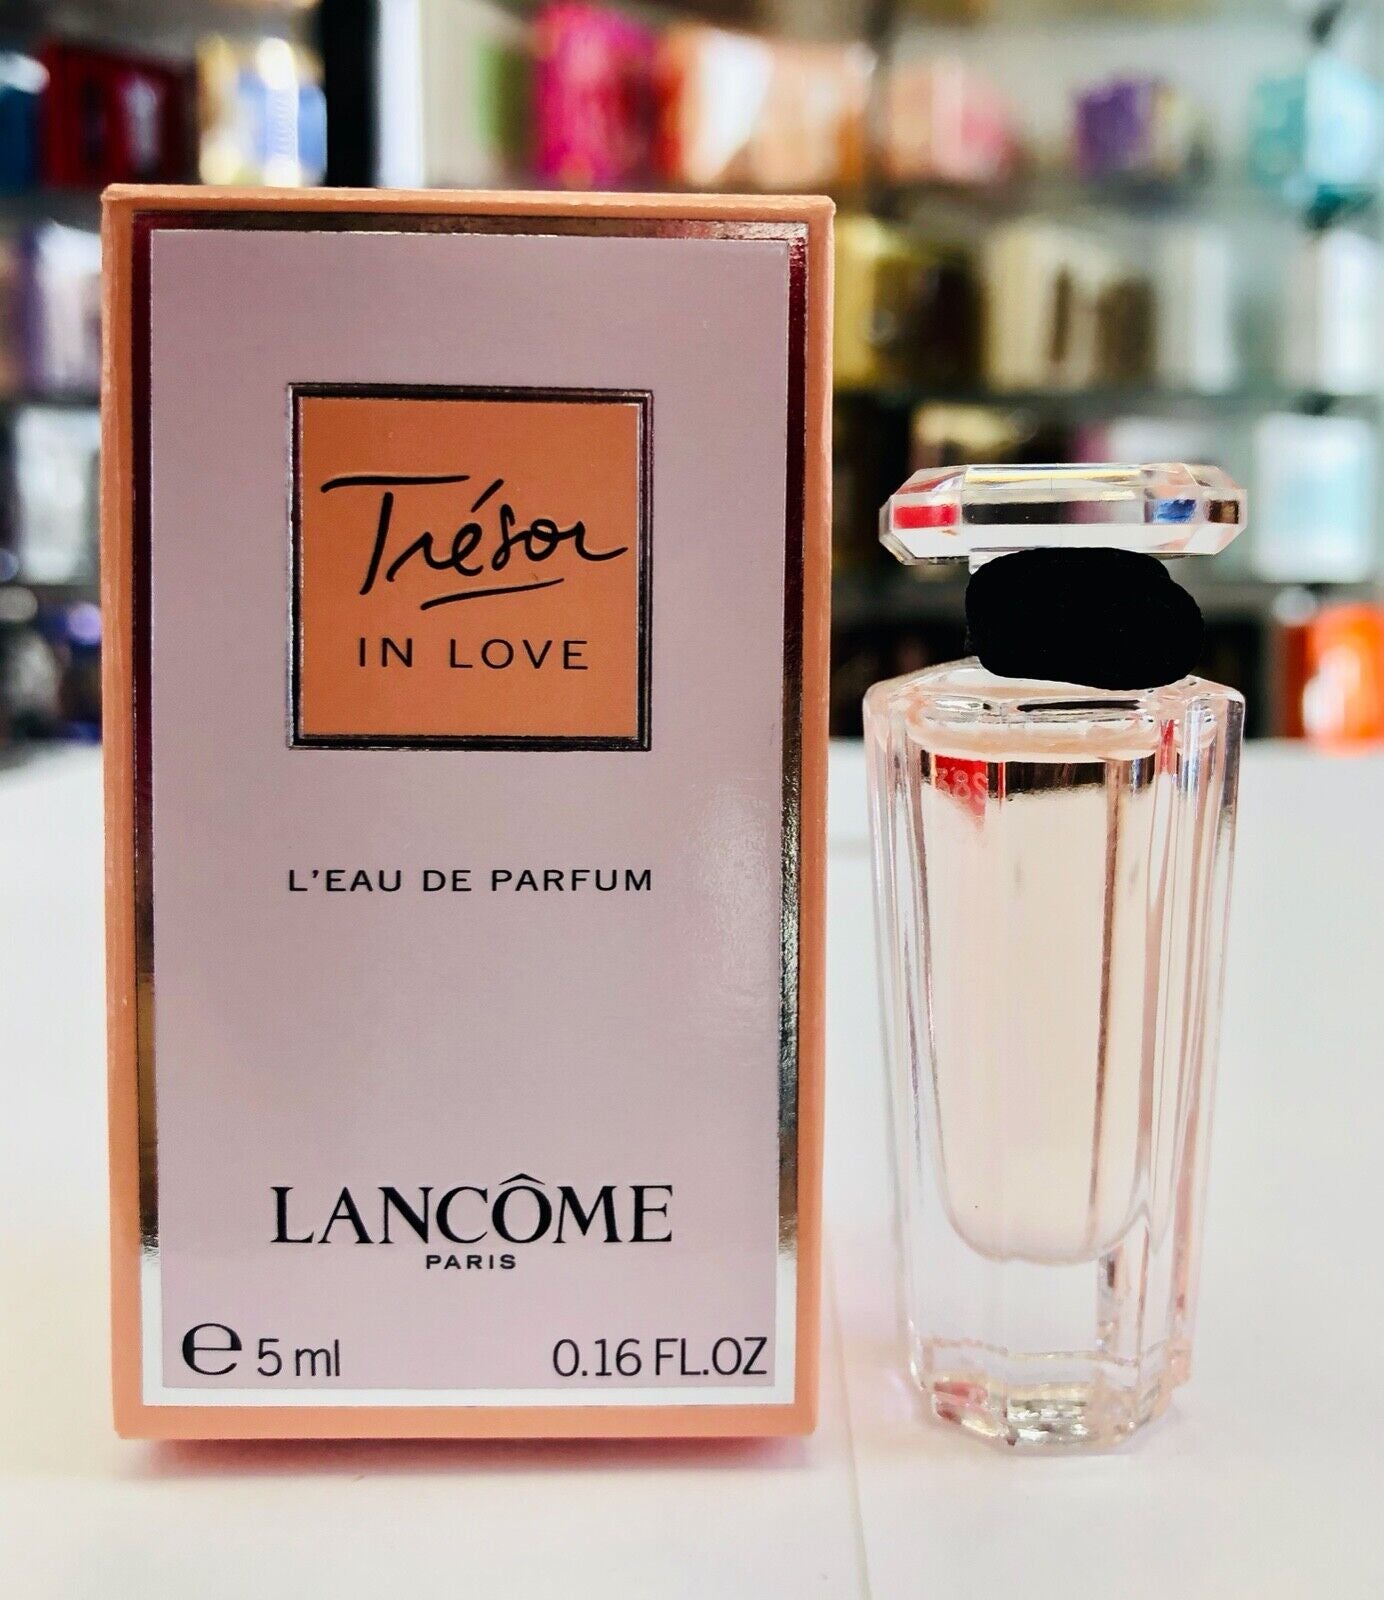 Trésor
IN LOVE
L'EAU DE PARFUM
LANCÔME
PARIS
℮ 5 ml 0.16 FL.OZ